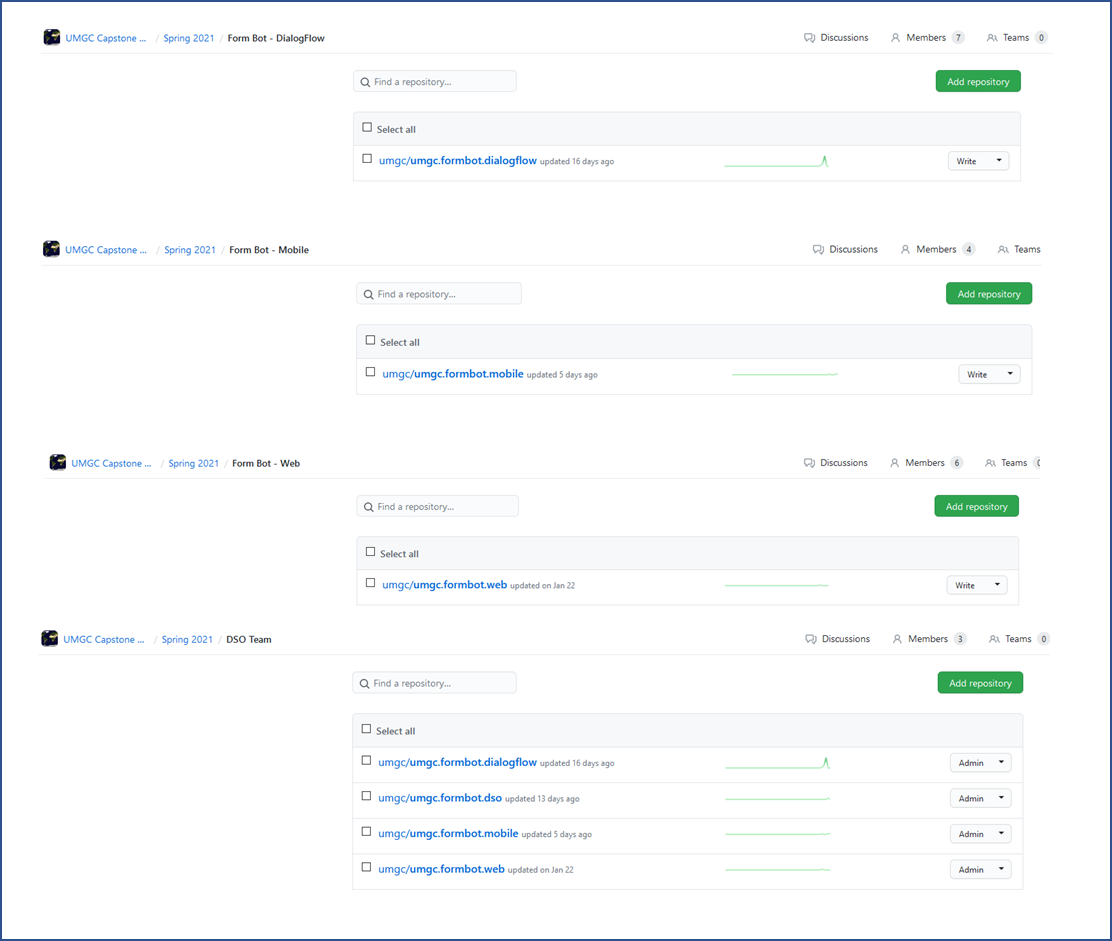 UMGC Capstone ... / Spring 2021 / Form Bot - DialogFlow Discussions Members 7 Teams 0
Find a repository... Add repository
Select all
umgc/umgc.formbot.dialogflow updated 16 days ago Write
UMGC Capstone ... / Spring 2021 / Form Bot - Mobile Discussions Members 4 Teams
Find a repository... Add repository
Select all
umgc/umgc.formbot.mobile updated 5 days ago Write
UMGC Capstone ... / Spring 2021 / Form Bot - Web Discussions Members 6 Teams 0
Find a repository... Add repository
Select all
umgc/umgc.formbot.web updated on Jan 22 Write
UMGC Capstone ... / Spring 2021 / DSO Team Discussions Members 3 Teams 0
Find a repository... Add repository
Select all
umgc/umgc.formbot.dialogflow updated 16 days ago Admin
umgc/umgc.formbot.dso updated 13 days ago Admin
umgc/umgc.formbot.mobile updated 5 days ago Admin
umgc/umgc.formbot.web updated on Jan 22 Admin